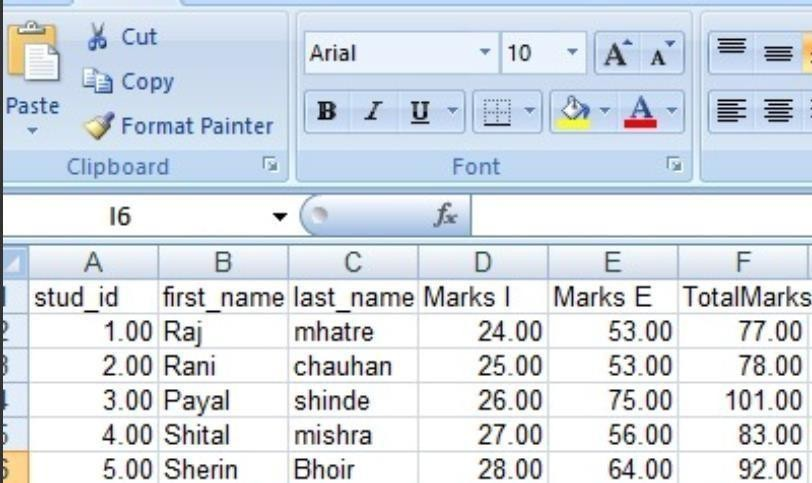 Cut
Copy
Paste
Format Painter
Clipboard
Arial 10 A A
B I U A
Font
I6 fx
A B C D E F
stud_id first_name last_name Marks I Marks E TotalMarks
2 1.00 Raj mhatre 24.00 53.00 77.00
3 2.00 Rani chauhan 25.00 53.00 78.00
4 3.00 Payal shinde 26.00 75.00 101.00
5 4.00 Shital mishra 27.00 56.00 83.00
6 5.00 Sherin Bhoir 28.00 64.00 92.00